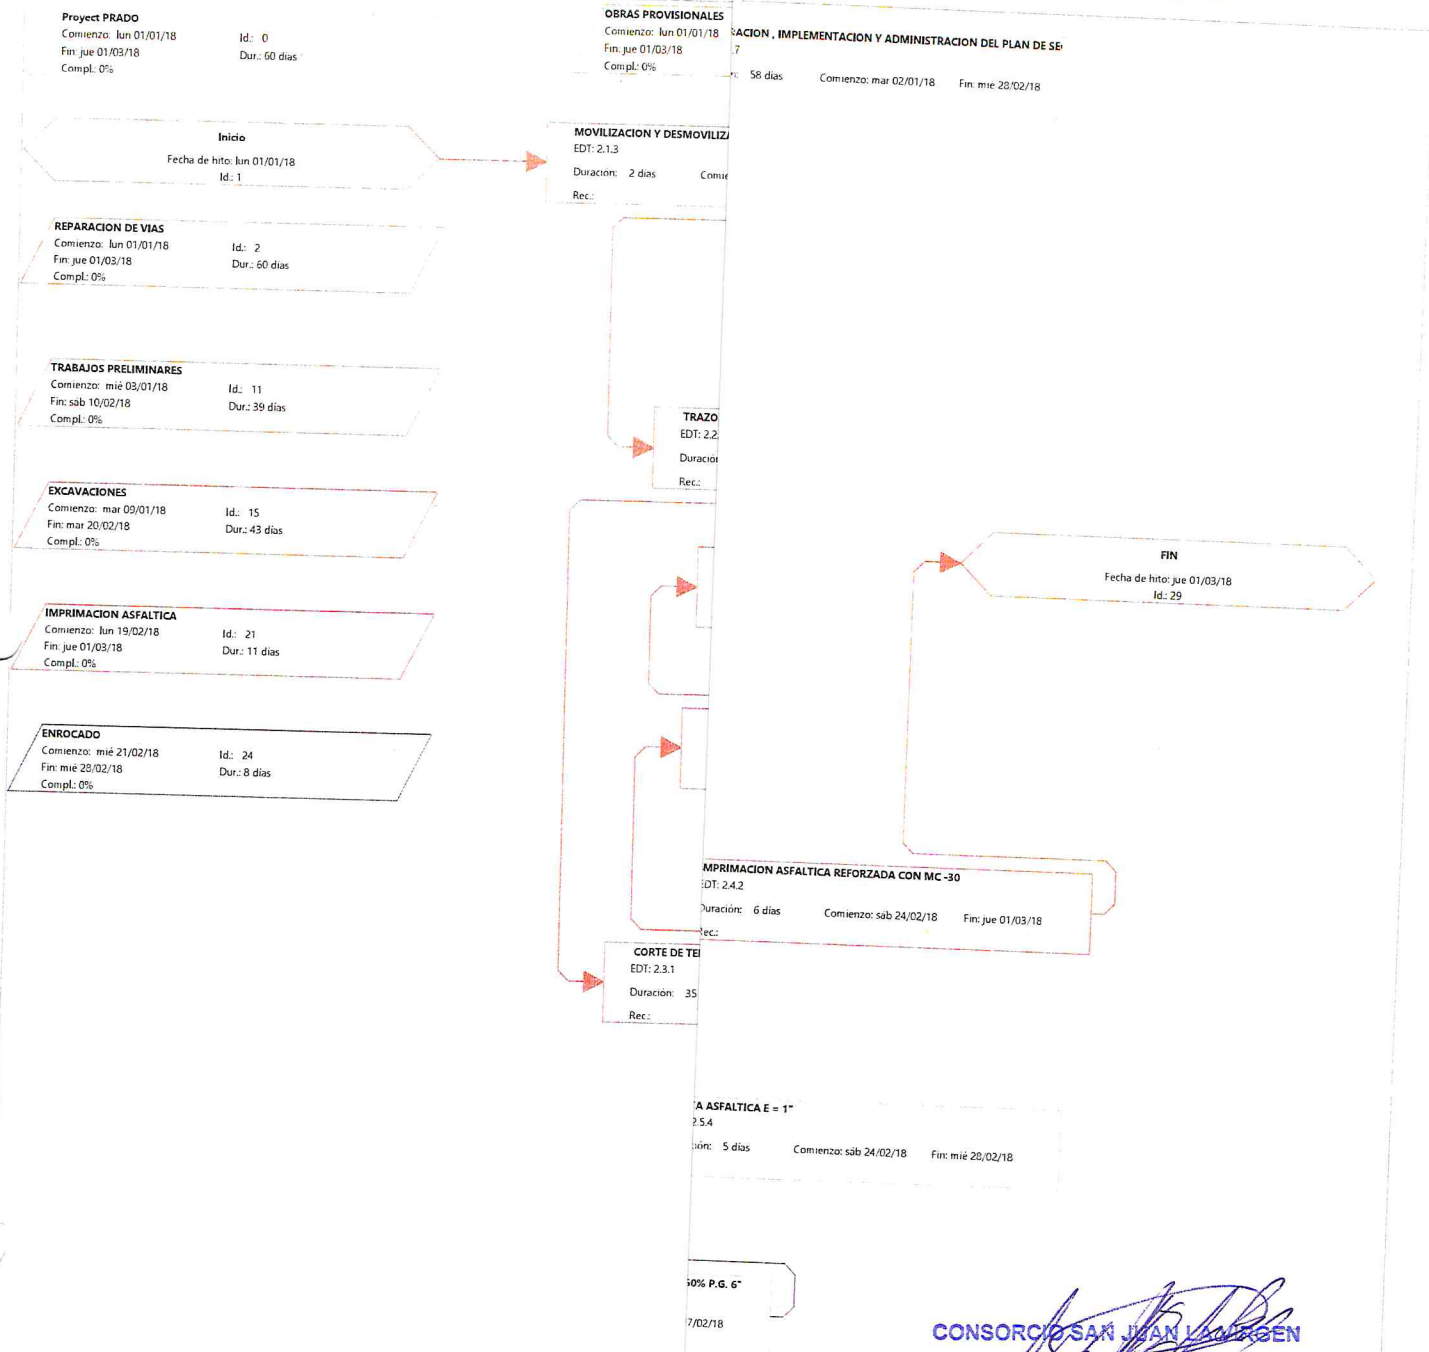 Proyect PRADO
Comienzo: lun 01/01/18 Id.: 0
Fin: jue 01/03/18 Dur.: 60 días
Compl.: 0%
OBRAS PROVISIONALES
Comienzo: lun 01/01/18
Fin: jue 01/03/18
Compl.: 0%
RACION , IMPLEMENTACION Y ADMINISTRACION DEL PLAN DE SE
.7
58 días Comienzo: mar 02/01/18 Fin: mié 28/02/18
Inicio
Fecha de hito: lun 01/01/18
Id.: 1
MOVILIZACION Y DESMOVILIZA
EDT: 2.1.3
Duración: 2 días Comie
Rec.:
REPARACION DE VIAS
Comienzo: lun 01/01/18 Id.: 2
Fin: jue 01/03/18 Dur.: 60 días
Compl.: 0%
TRABAJOS PRELIMINARES
Comienzo: mié 03/01/18 Id.: 11
Fin: sáb 10/02/18 Dur.: 39 días
Compl.: 0%
TRAZO
EDT: 2.2.
Duración
Rec.:
EXCAVACIONES
Comienzo: mar 09/01/18 Id.: 15
Fin: mar 20/02/18 Dur.: 43 días
Compl.: 0%
FIN
Fecha de hito: jue 01/03/18
Id.: 29
IMPRIMACION ASFALTICA
Comienzo: lun 19/02/18 Id.: 21
Fin: jue 01/03/18 Dur.: 11 días
Compl.: 0%
ENROCADO
Comienzo: mié 21/02/18 Id.: 24
Fin: mié 28/02/18 Dur.: 8 días
Compl.: 0%
MPRIMACION ASFALTICA REFORZADA CON MC -30
EDT: 2.4.2
Duración: 6 días Comienzo: sáb 24/02/18 Fin: jue 01/03/18
Rec.:
CORTE DE TE
EDT: 2.3.1
Duración: 35
Rec.:
A ASFALTICA E = 1"
2.5.4
ión: 5 días Comienzo: sáb 24/02/18 Fin: mié 28/02/18
60% P.G. 6"
7/02/18
CONSORCIO SAN JUAN LA VIRGEN